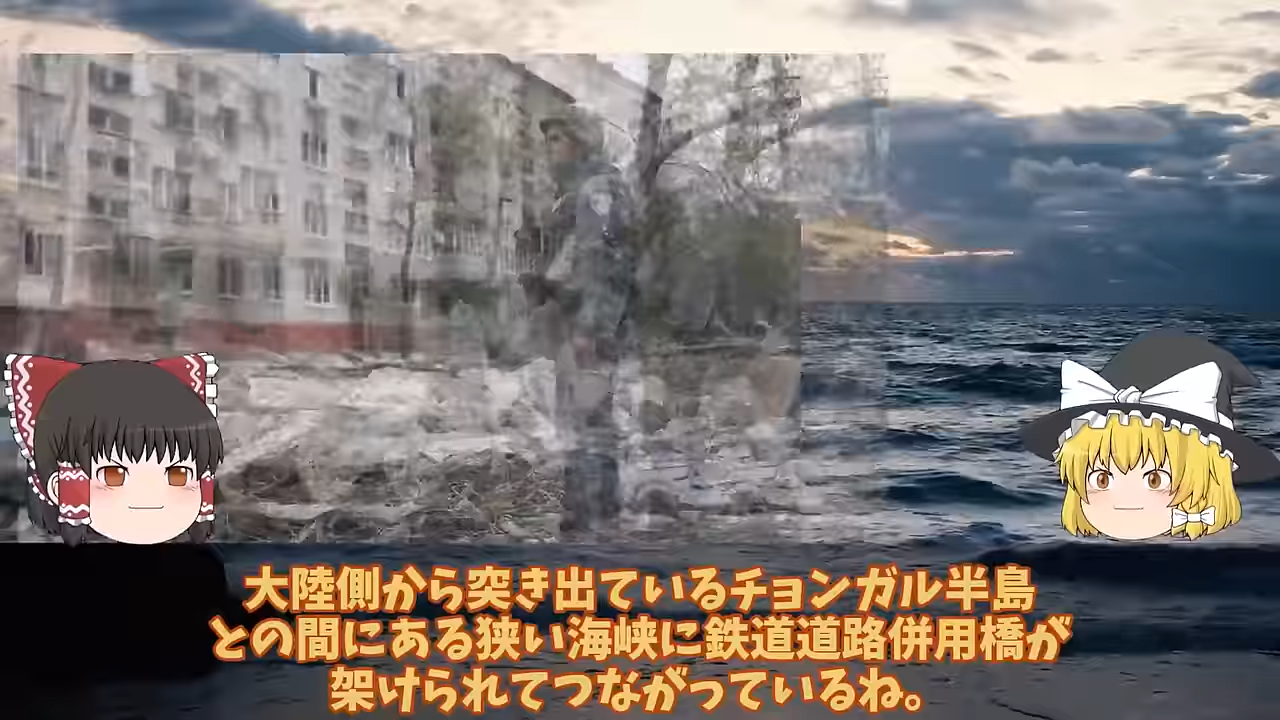 大陸側から突き出ているチョンガル半島
との間にある狭い海峡に鉄道道路併用橋が
架けられてつながっているね。